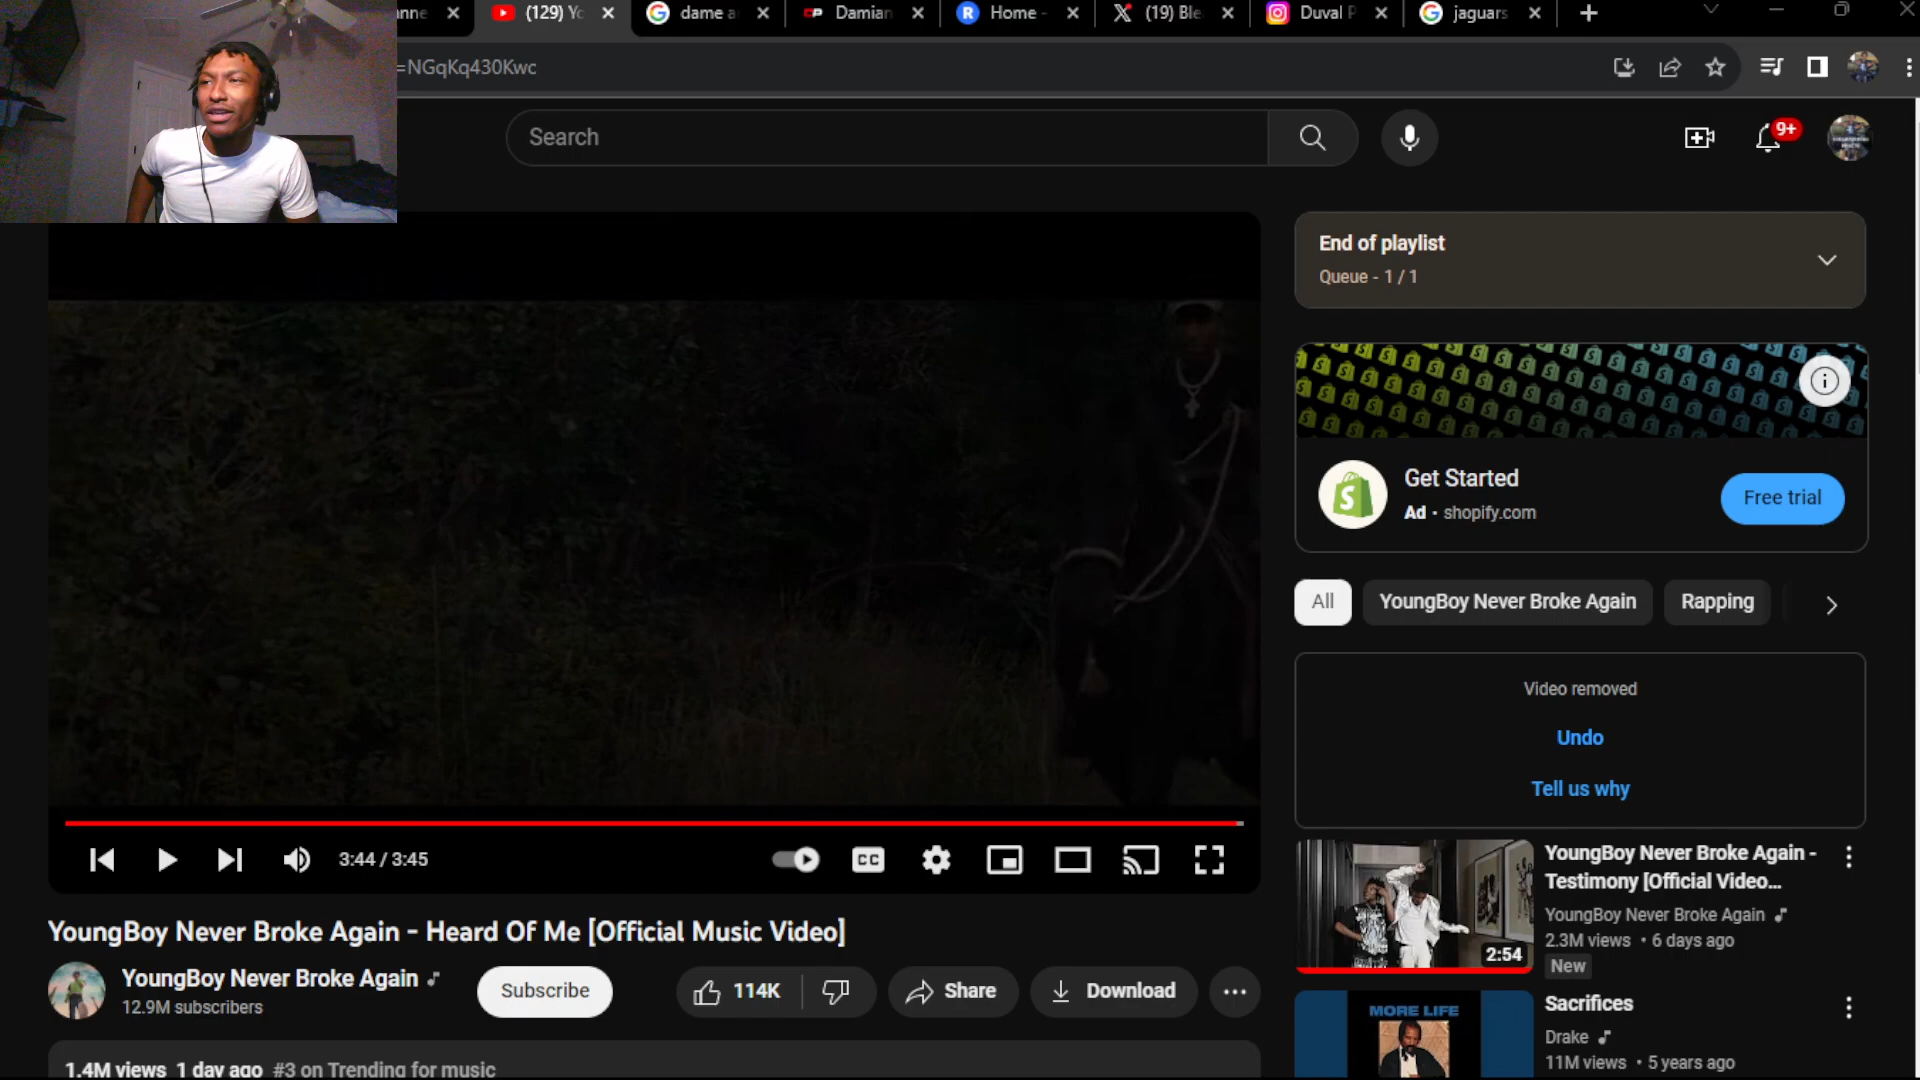 nne
(129) Yo
dame a
Damian
Home -
(19) Ble
Duval P
jaguars
=NGqKq430Kwc
Search
9+
End of playlist
Queue - 1 / 1
Get Started
Ad · shopify.com
Free trial
All
YoungBoy Never Broke Again
Rapping
Video removed
Undo
Tell us why
3:44 / 3:45
CC
YoungBoy Never Broke Again - Heard Of Me [Official Music Video]
YoungBoy Never Broke Again
12.9M subscribers
Subscribe
114K
Share
Download
1.4M views 1 day ago #3 on Trending for music
2:54
YoungBoy Never Broke Again -
Testimony [Official Video...
YoungBoy Never Broke Again
2.3M views • 6 days ago
New
MORE LIFE
Sacrifices
Drake
11M views • 5 years ago